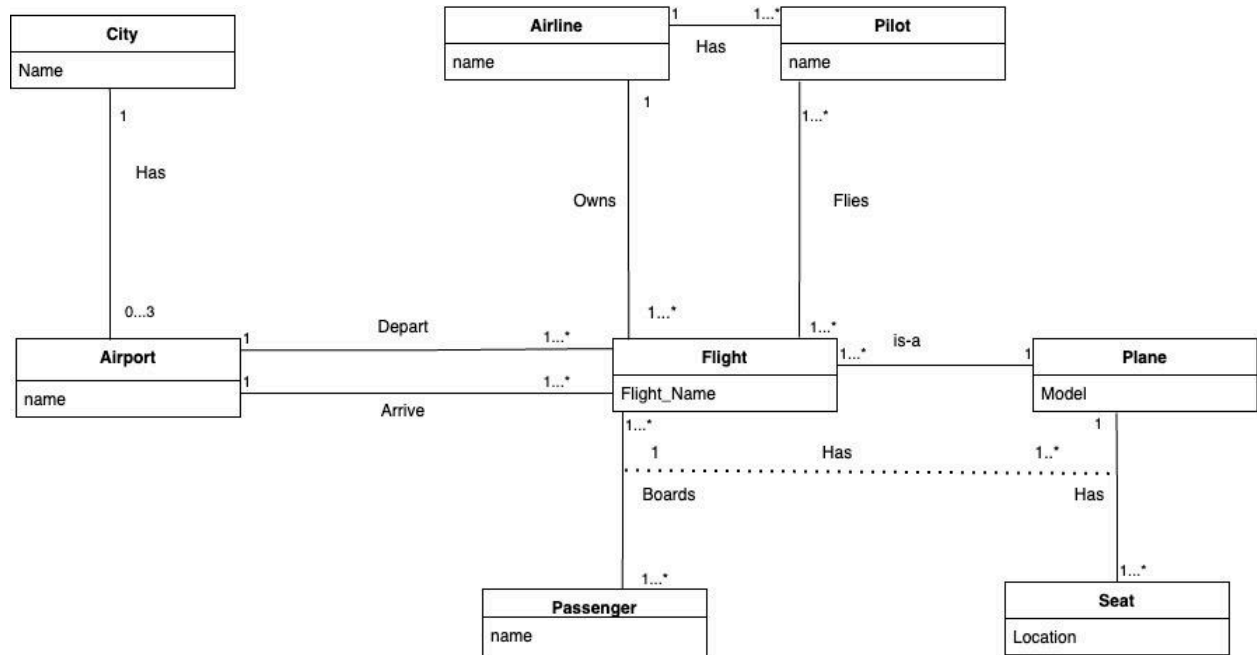 City
Name
1
Has
0...3
Airport
name
Airline
name
1
1...*
Has
Pilot
name
1
Owns
1...*
1...*
Flies
1...*
1
Depart
1...*
1
Arrive
1...*
Flight
Flight_Name
1...*
is-a
1
Plane
Model
1...*
1
Has
1..*
1
Boards
Has
1...*
Passenger
name
1...*
Seat
Location